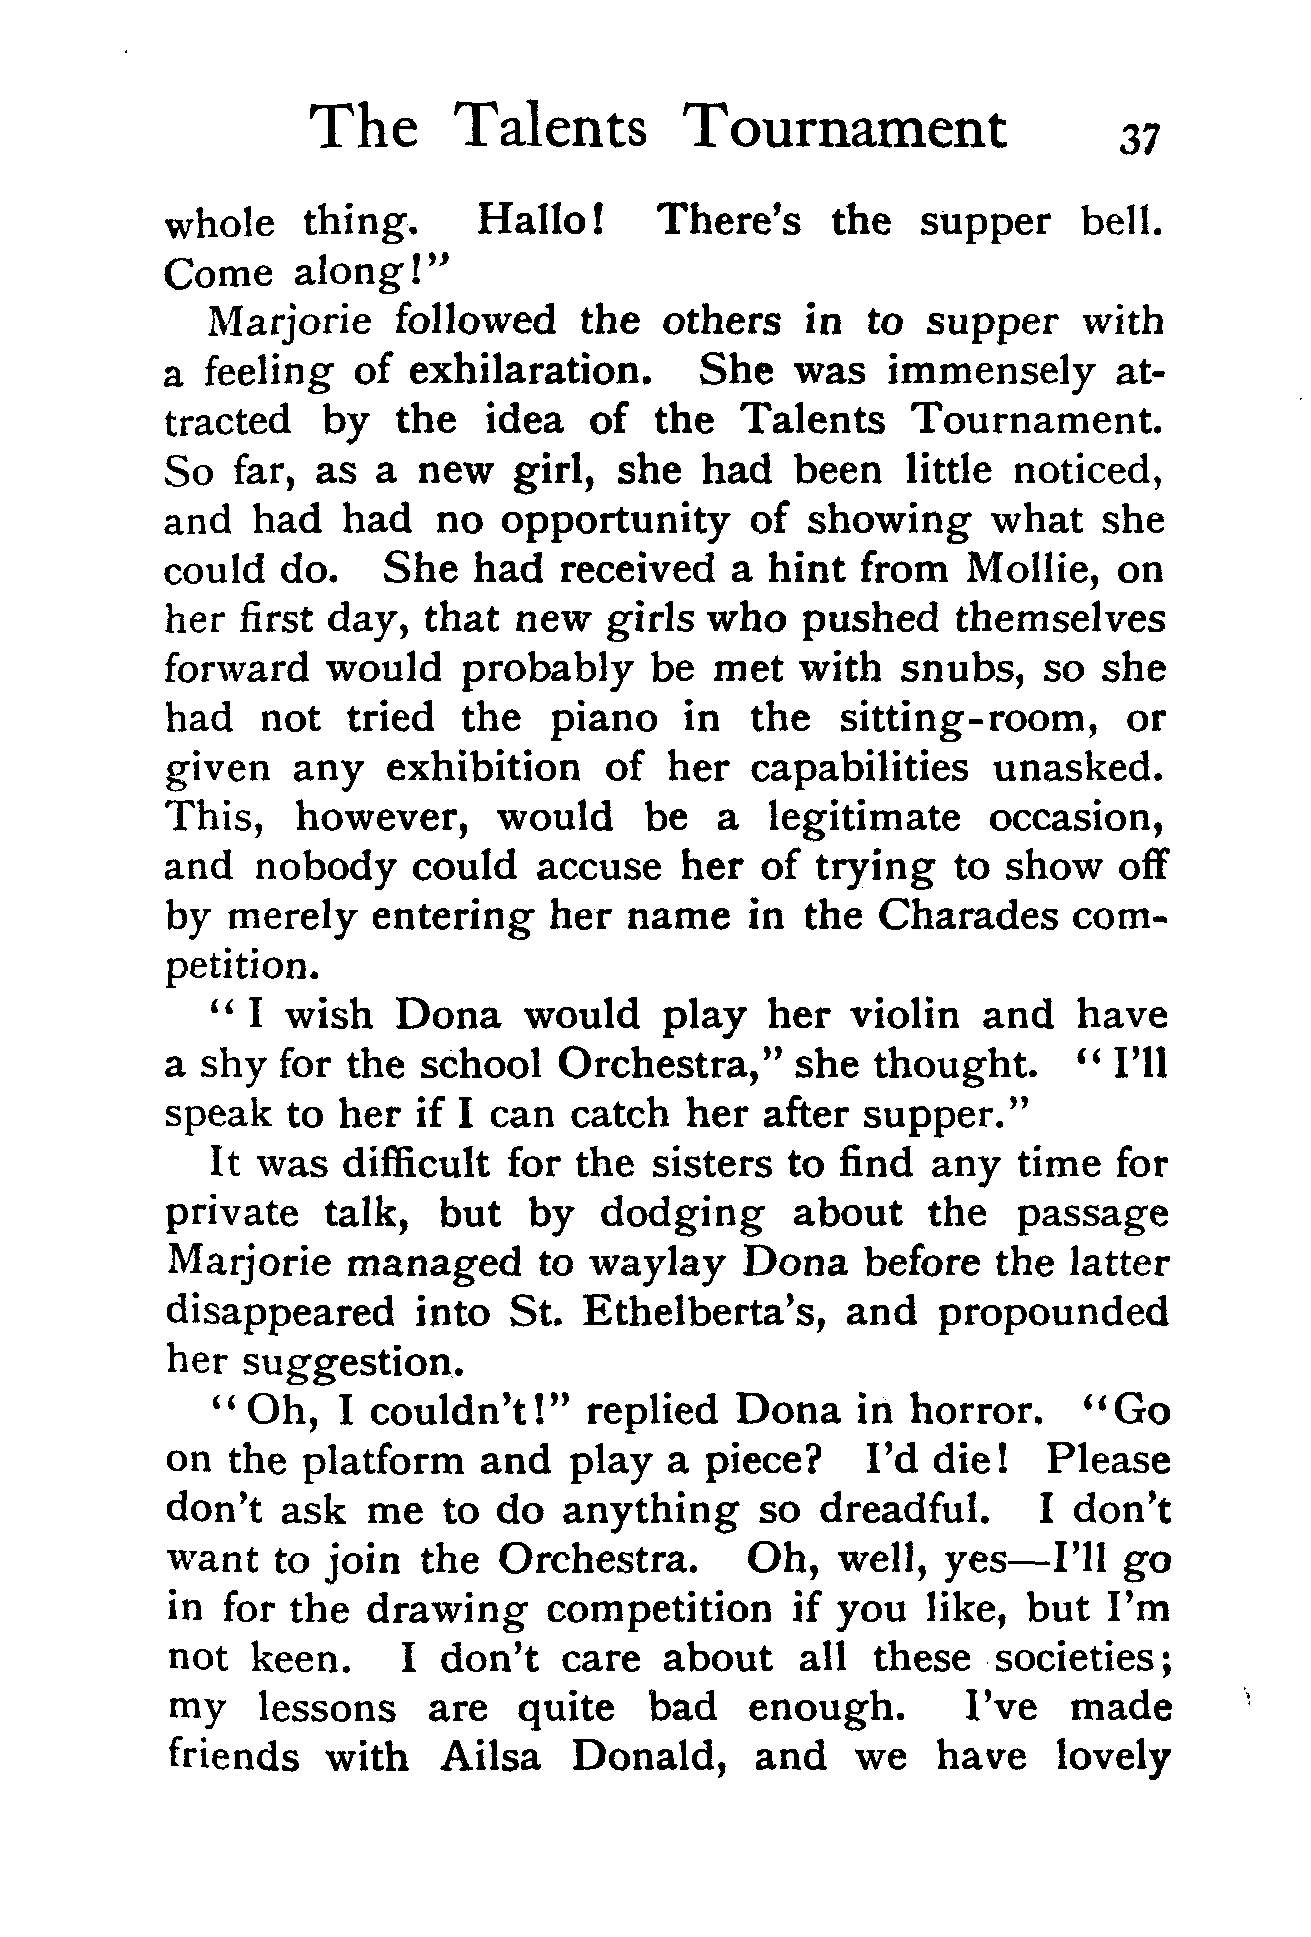 The Talents Tournament 37
whole thing. Hallo! There's the supper bell.
Come along!"
Marjorie followed the others in to supper with
a feeling of exhilaration. She was immensely at-
tracted by the idea of the Talents Tournament.
So far, as a new girl, she had been little noticed,
and had had no opportunity of showing what she
could do. She had received a hint from Mollie, on
her first day, that new girls who pushed themselves
forward would probably be met with snubs, so she
had not tried the piano in the sitting-room, or
given any exhibition of her capabilities unasked.
This, however, would be a legitimate occasion,
and nobody could accuse her of trying to show off
by merely entering her name in the Charades com-
petition.
"I wish Dona would play her violin and have
a shy for the school Orchestra," she thought. "I'll
speak to her if I can catch her after supper."
It was difficult for the sisters to find any time for
private talk, but by dodging about the passage
Marjorie managed to waylay Dona before the latter
disappeared into St. Ethelberta's, and propounded
her suggestion.
"Oh, I couldn't!" replied Dona in horror. "Go
on the platform and play a piece? I'd die! Please
don't ask me to do anything so dreadful. I don't
want to join the Orchestra. Oh, well, yes—I'll go
in for the drawing competition if you like, but I'm
not keen. I don't care about all these societies;
my lessons are quite bad enough. I've made
friends with Ailsa Donald, and we have lovely